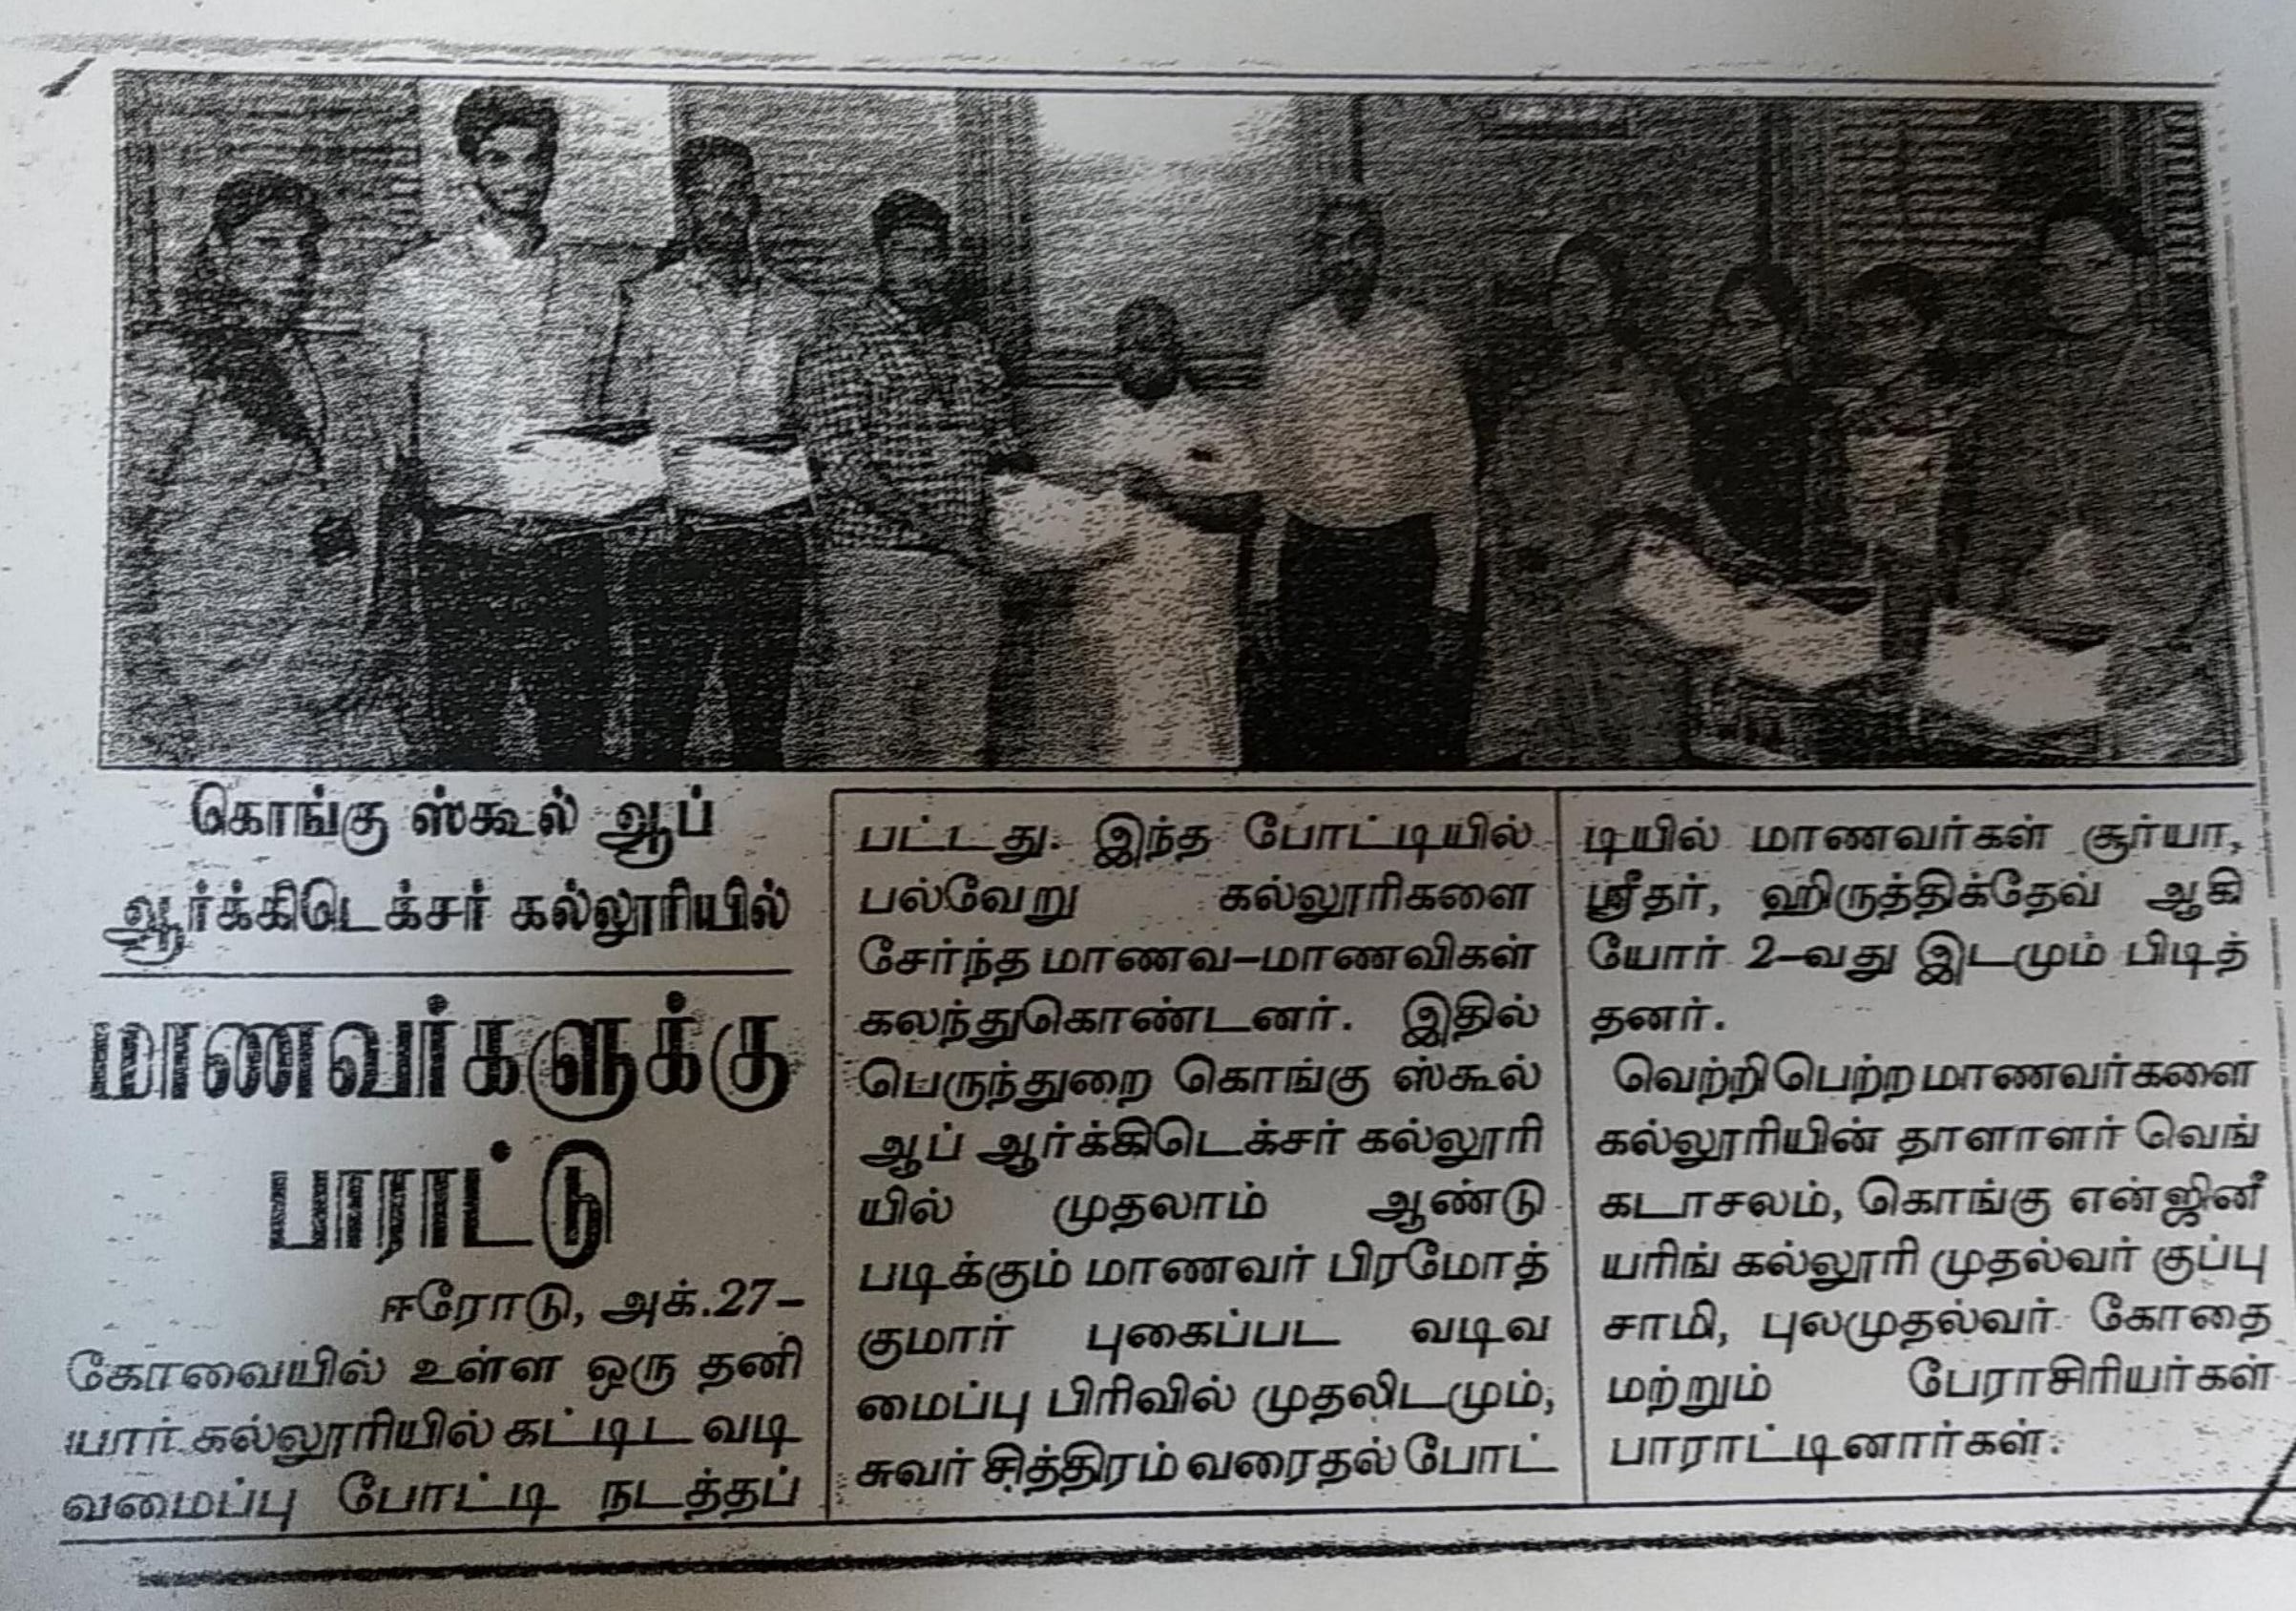 கொங்கு ஸ்கூல் ஆப்
ஆர்க்கிடெக்சர் கல்லூரியில்
மாணவர்களுக்கு
பாராட்டு
ஈரோடு, அக்.27–
கோவையில் உள்ள ஒரு தனி
யார் கல்லூரியில் கட்டிட வடி
வமைப்பு போட்டி நடத்தப்
பட்டது. இந்த போட்டியில்
பல்வேறு கல்லூரிகளை
சேர்ந்த மாணவ–மாணவிகள்
கலந்துகொண்டனர். இதில்
பெருந்துறை கொங்கு ஸ்கூல்
ஆப் ஆர்க்கிடெக்சர் கல்லூரி
யில் முதலாம் ஆண்டு
படிக்கும் மாணவர் பிரமோத்
குமார் புகைப்பட வடிவ
மைப்பு பிரிவில் முதலிடமும்,
சுவர் சித்திரம் வரைதல் போட்
டியில் மாணவர்கள் சூர்யா,
ஸ்ரீதர், ஹிருத்திக்தேவ் ஆகி
யோர் 2–வது இடமும் பிடித்
தனர்.
வெற்றி பெற்ற மாணவர்களை
கல்லூரியின் தாளாளர் வெங்
கடாசலம், கொங்கு என்ஜினீ
யரிங் கல்லூரி முதல்வர் குப்பு
சாமி, புலமுதல்வர் கோதை
மற்றும் பேராசிரியர்கள்
பாராட்டினார்கள்.